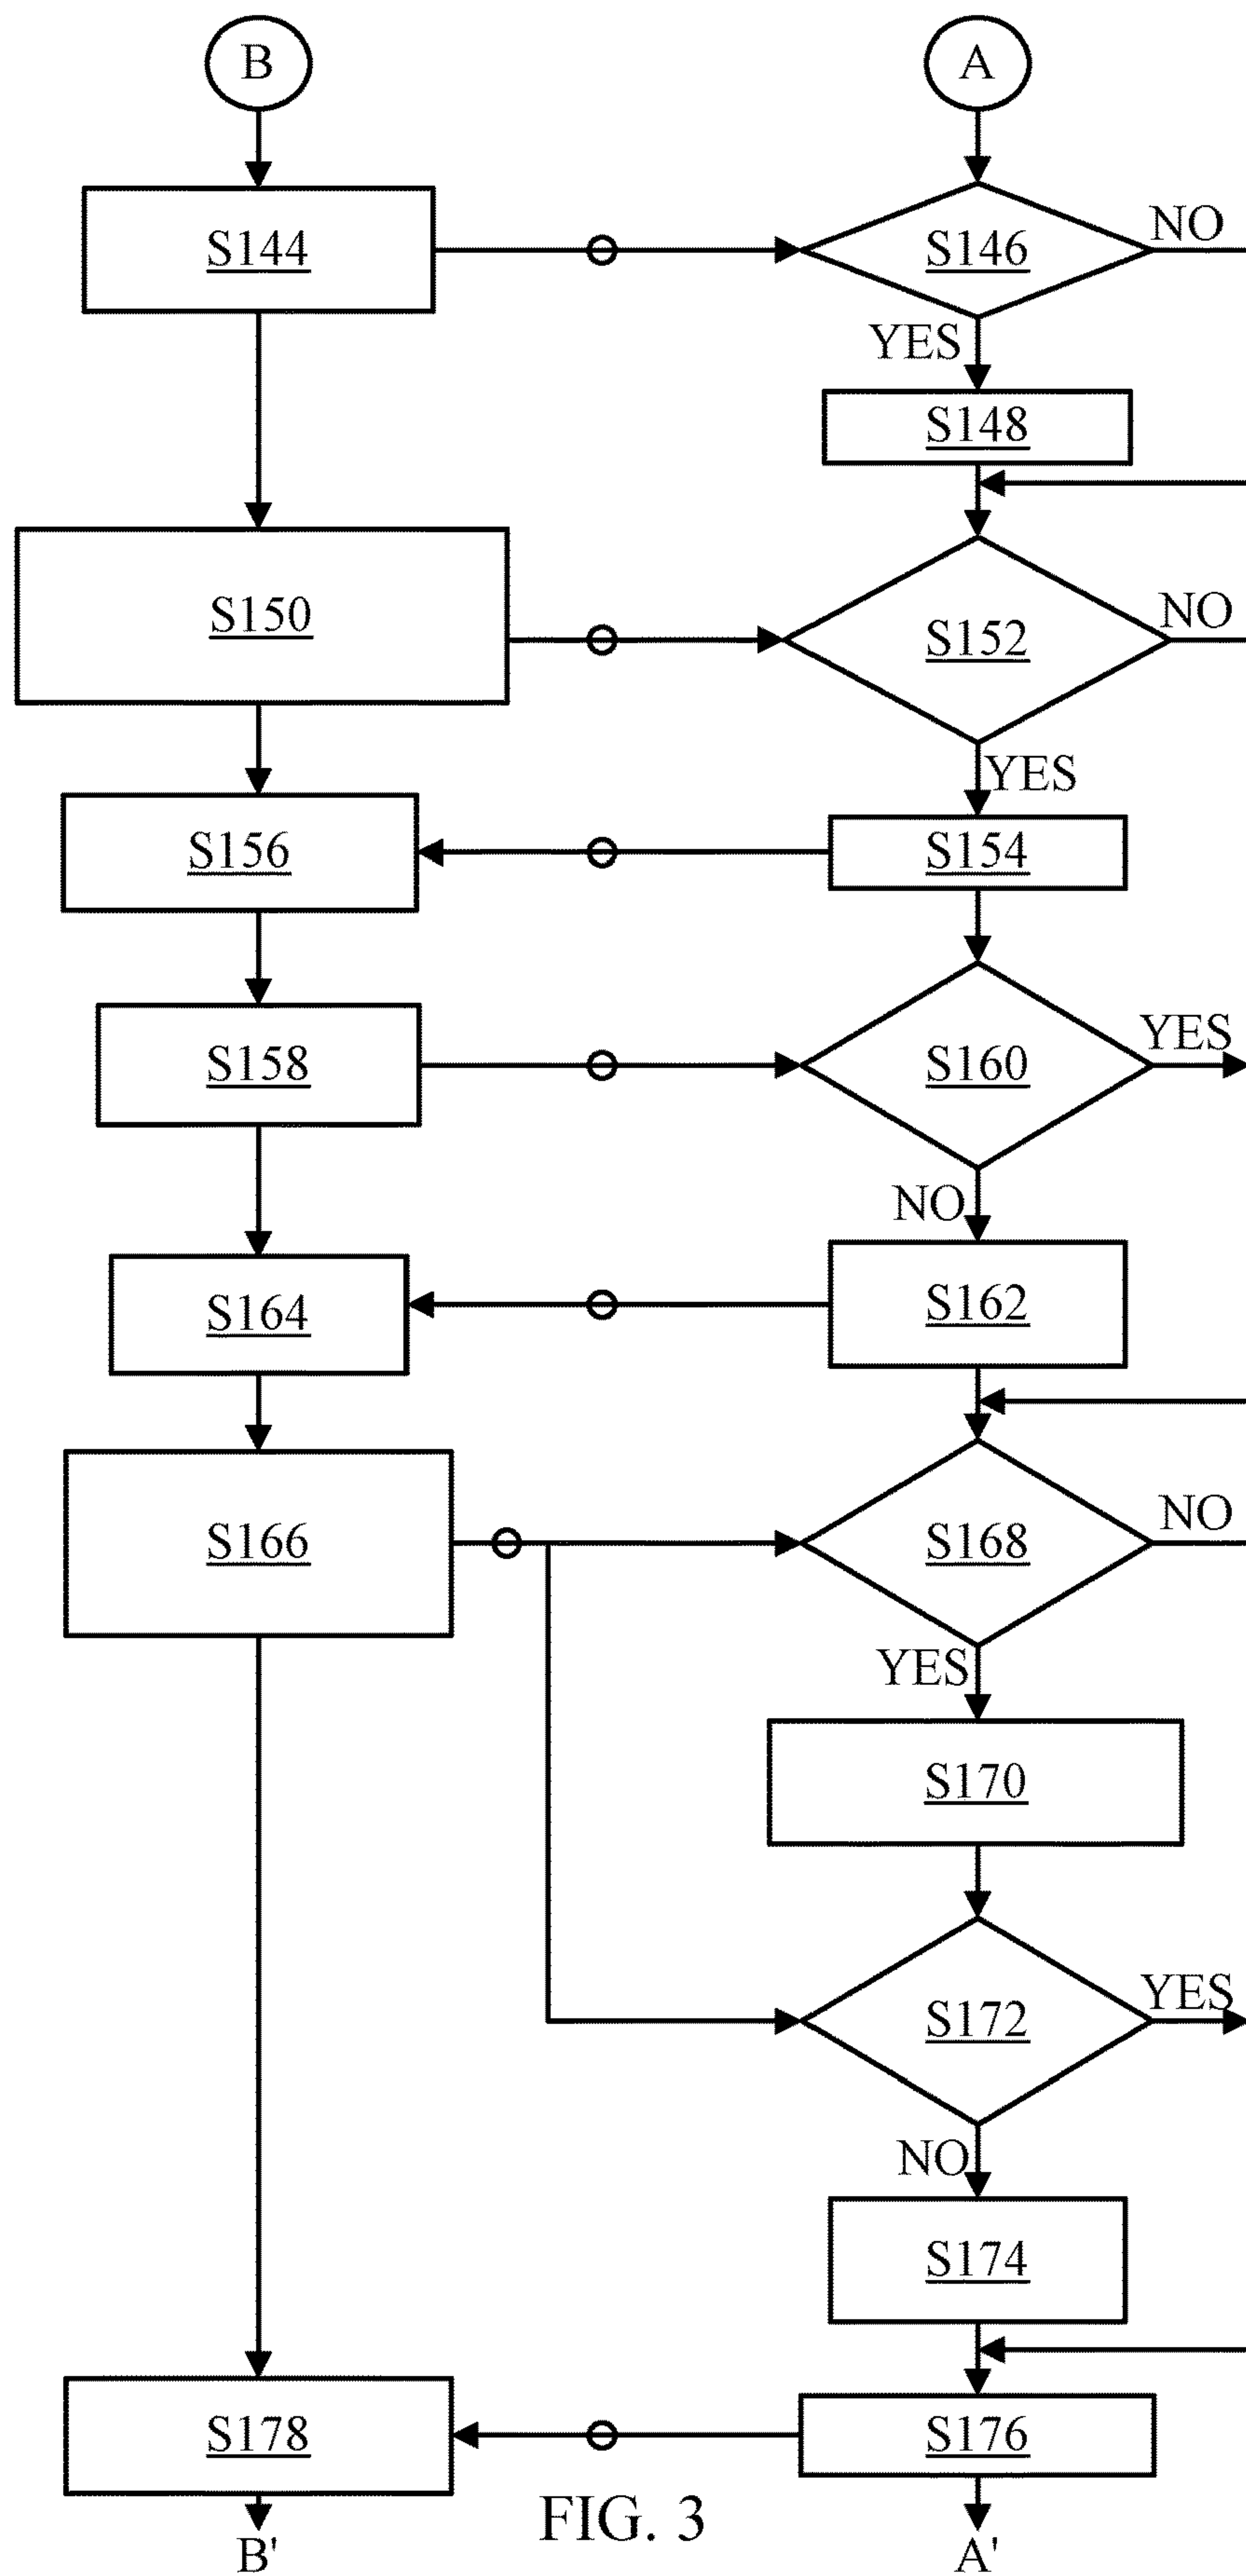 B
A
S144
S146
NO
YES
S148
S150
S152
NO
YES
S156
S154
S158
S160
YES
NO
S164
S162
S166
S168
NO
YES
S170
S172
YES
NO
S174
S178
S176
FIG. 3
B'
A'